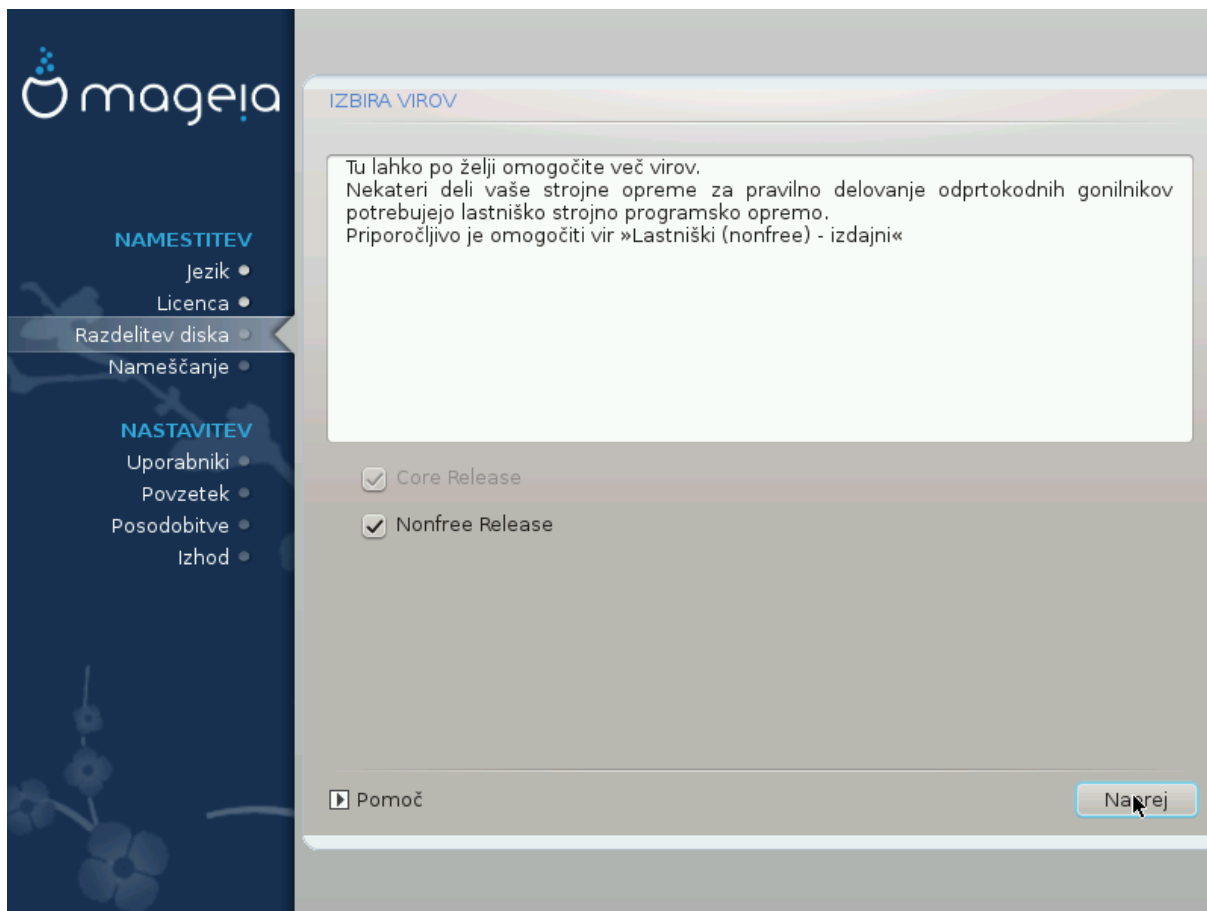 mageia
NAMESTITEV
Jezik
Licenca
Razdelitev diska
Nameščanje
NASTAVITEV
Uporabniki
Povzetek
Posodobitve
Izhod
IZBIRA VIROV
Tu lahko po želji omogočite več virov.
Nekateri deli vaše strojne opreme za pravilno delovanje odprtokodnih gonilnikov
potrebujejo lastniško strojno programsko opremo.
Priporočljivo je omogočiti vir »Lastniški (nonfree) - izdajni«
Core Release
Nonfree Release
Pomoč
Naprej